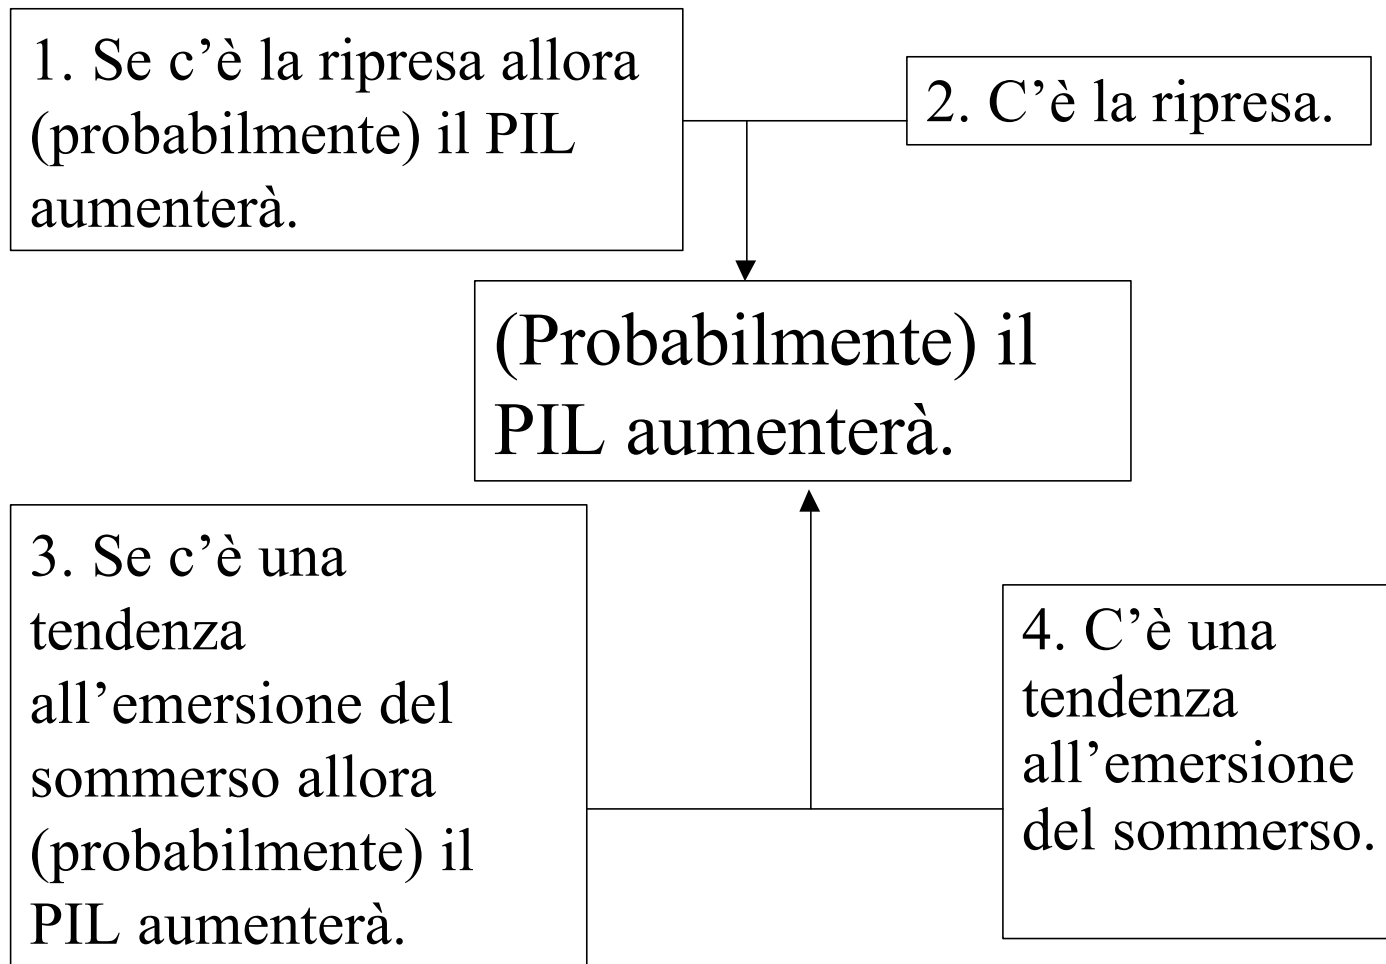 1. Se c’è la ripresa allora
(probabilmente) il PIL
aumenterà.
2. C’è la ripresa.
(Probabilmente) il
PIL aumenterà.
3. Se c’è una
tendenza
all’emersione del
sommerso allora
(probabilmente) il
PIL aumenterà.
4. C’è una
tendenza
all’emersione
del sommerso.